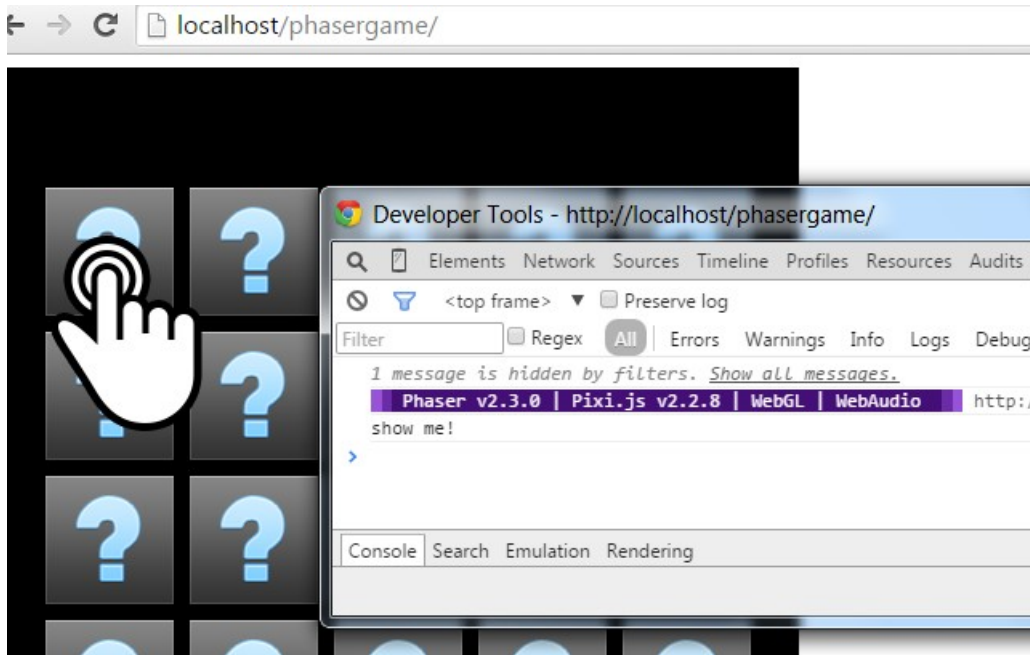 localhost/phasergame/
Developer Tools - http://localhost/phasergame/
Elements Network Sources Timeline Profiles Resources Audits
<top frame> ▼ Preserve log
Filter Regex All Errors Warnings Info Logs Debug
1 message is hidden by filters. Show all messages.
Phaser v2.3.0 | Pixi.js v2.2.8 | WebGL | WebAudio http:/
show me!
>
Console Search Emulation Rendering
? ?
? ?
? ?